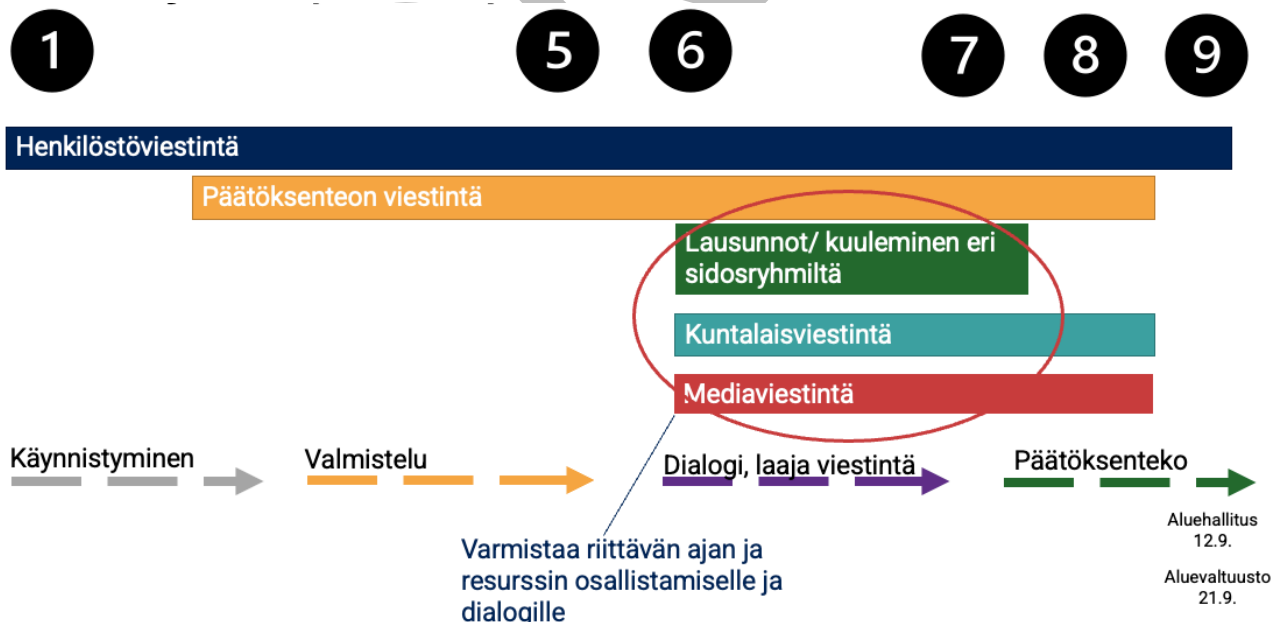 1
5
6
7
8
9
Henkilöstöviestintä
Päätöksenteon viestintä
Lausunnot/ kuuleminen eri
sidosryhmiltä
Kuntalaisviestintä
Mediaviestintä
Käynnistyminen
Valmistelu
Dialogi, laaja viestintä
Päätöksenteko
Aluehallitus
12.9.
Aluevaltuusto
21.9.
Varmistaa riittävän ajan ja
resurssin osallistamiselle ja
dialogille